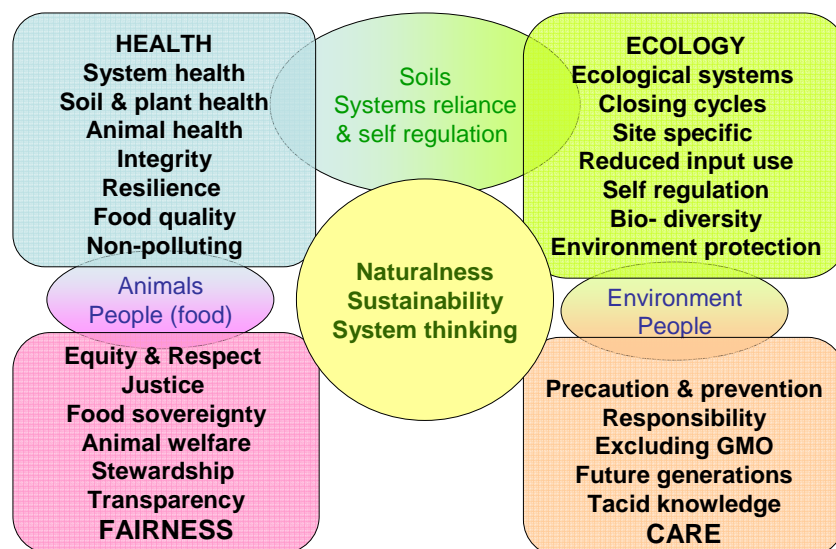 HEALTH
System health
Soil & plant health
Animal health
Integrity
Resilience
Food quality
Non-polluting
Soils
Systems reliance
& self regulation
ECOLOGY
Ecological systems
Closing cycles
Site specific
Reduced input use
Self regulation
Bio- diversity
Environment protection
Naturalness
Sustainability
System thinking
Animals
People (food)
Environment
People
Equity & Respect
Justice
Food sovereignty
Animal welfare
Stewardship
Transparency
FAIRNESS
Precaution & prevention
Responsibility
Excluding GMO
Future generations
Tacid knowledge
CARE